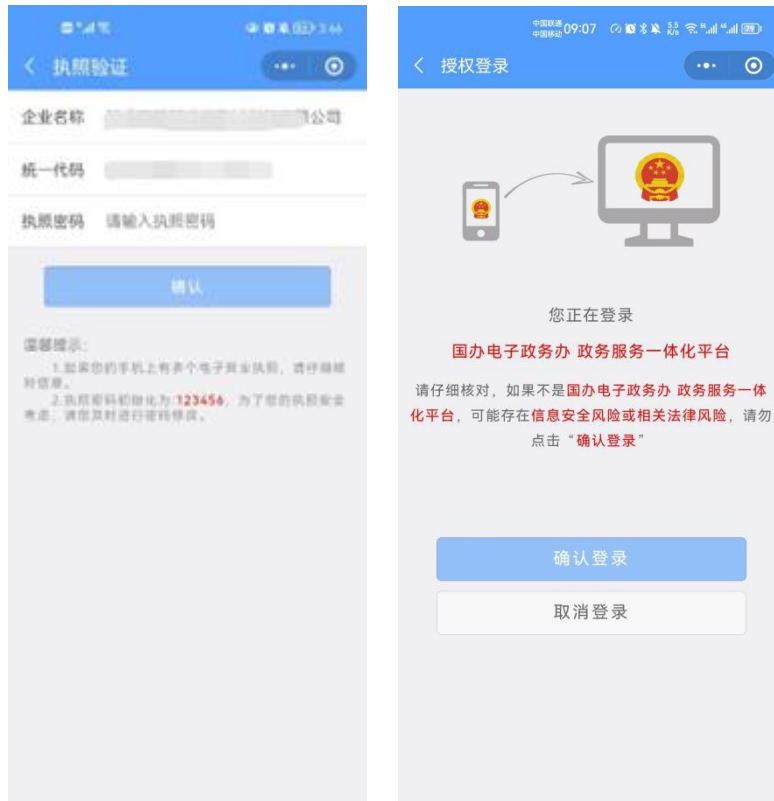 执照验证
企业名称 限公司
统一代码
执照密码 请输入执照密码
确认
温馨提示:
1.如果您的手机上有多个电子营业执照，请仔细核
对信息。
2.执照密码初始化为 123456，为了您的执照安全
考虑，请您及时进行密码修改。
中国联通
中国移动 09:07 5.5 K/s 39
授权登录
您正在登录
国办电子政务办 政务服务一体化平台
请仔细核对，如果不是国办电子政务办 政务服务一体
化平台，可能存在信息安全风险或相关法律风险，请勿
点击“确认登录”
确认登录
取消登录